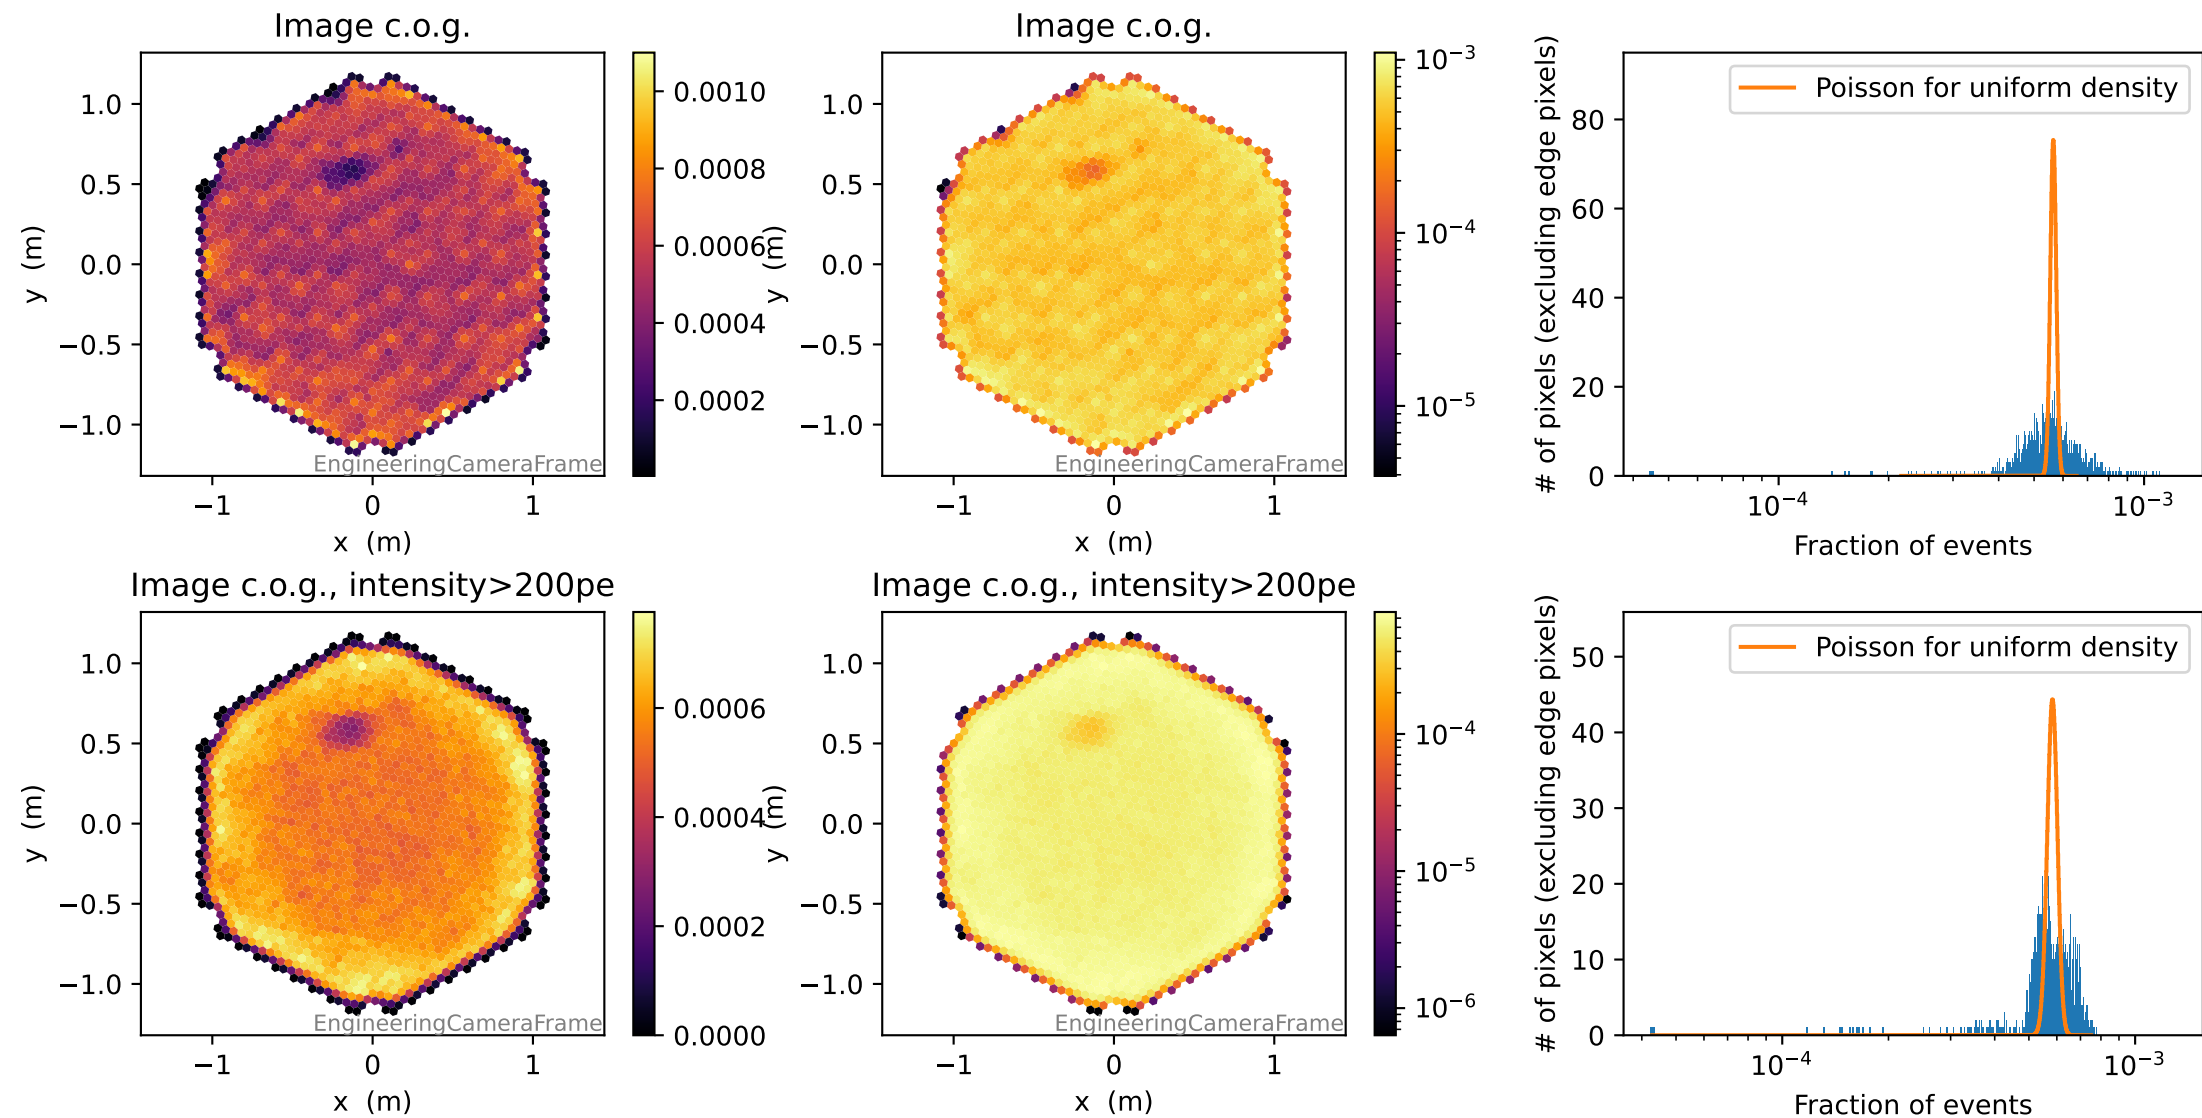 Image c.o.g.
1.0
0.5
0.0
−0.5
−1.0
y (m)
−1
0
1
x (m)
EngineeringCameraFrame
0.0010
0.0008
0.0006
0.0004
0.0002
Image c.o.g.
1.0
0.5
0.0
−0.5
−1.0
y (m)
−1
0
1
x (m)
EngineeringCameraFrame
10−3
10−4
10−5
Poisson for uniform density
80
60
40
20
0
# of pixels (excluding edge pixels)
10−4
10−3
Fraction of events
Image c.o.g., intensity>200pe
1.0
0.5
0.0
−0.5
−1.0
y (m)
−1
0
1
x (m)
EngineeringCameraFrame
0.0006
0.0004
0.0002
0.0000
Image c.o.g., intensity>200pe
1.0
0.5
0.0
−0.5
−1.0
y (m)
−1
0
1
x (m)
EngineeringCameraFrame
10−4
10−5
10−6
Poisson for uniform density
50
40
30
20
10
0
# of pixels (excluding edge pixels)
10−4
10−3
Fraction of events